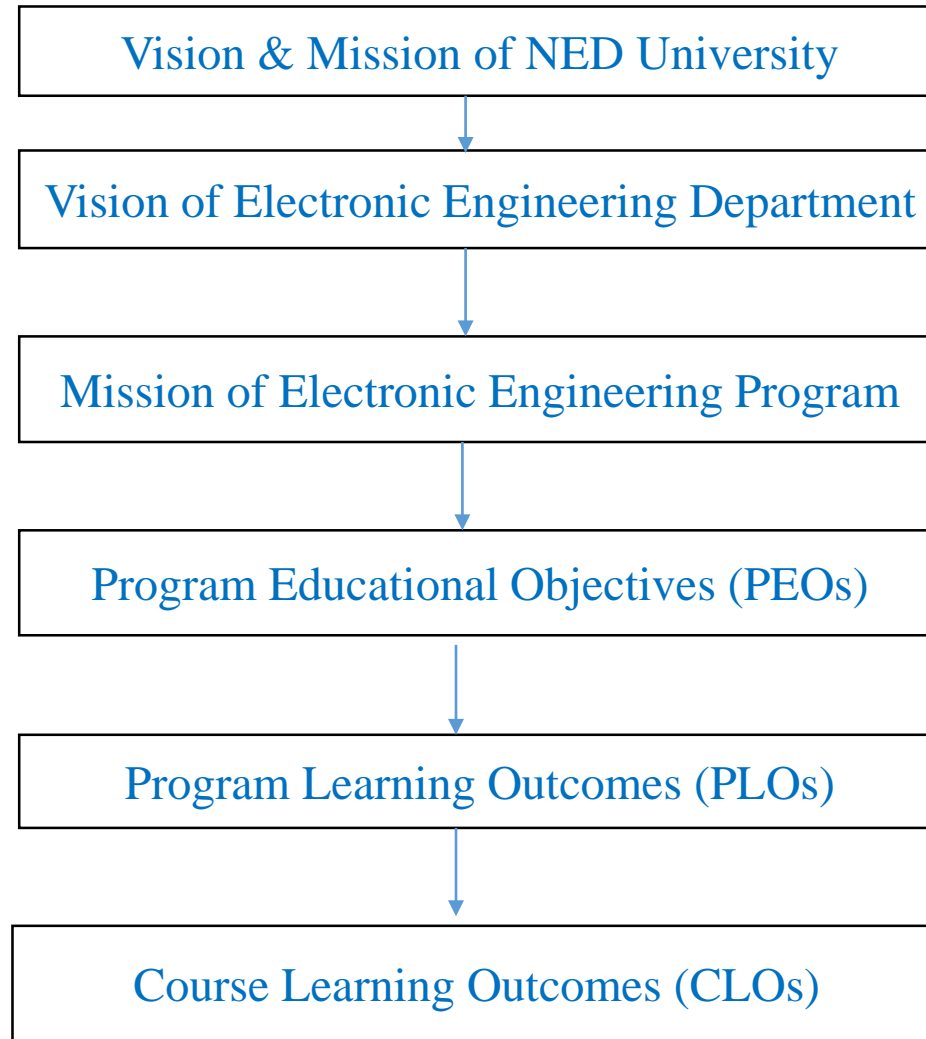 Vision & Mission of NED University
Vision of Electronic Engineering Department
Mission of Electronic Engineering Program
Program Educational Objectives (PEOs)
Program Learning Outcomes (PLOs)
Course Learning Outcomes (CLOs)